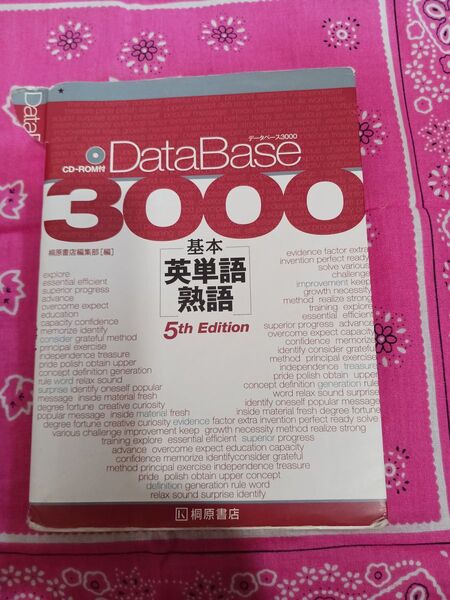 ★
DataB
データベース3000
CD-ROM付
DataBase
3000
桐原書店編集部[編]
基本
英単語
熟語
5th Edition
evidence factor extra
invention perfect ready
solve various
challenge
improvement keep
growth necessity
method realize strong
training explore
essential efficient
superior progress advance
overcome expect capacity
confidence memorize
identify consider grateful
method principal exercise
independence treasure
pride polish obtain upper
concept definition generation rule
word relax sound surprise
identify oneself popular
inside material fresh degree fortune
explore
essential efficient
superior progress
advance
overcome expect
education
capacity confidence
memorize identify
consider grateful method
principal exercise
independence treasure
pride polish obtain upper
concept definition generation
rule word relax sound
surprise identify oneself popular
message inside material fresh
degree fortune creative curiosity
popular message inside material fresh
degree fortune creative curiosity evidence factor extra invention perfect ready solve
various challenge improvement keep growth necessity method realize strong
training explore essential efficient superior progress
advance overcome expect education capacity
confidence memorize identifyconsider grateful
method principal exercise independence treasure
pride polish obtain upper concept
definition generation rule word
relax sound surprise identify
桐原書店